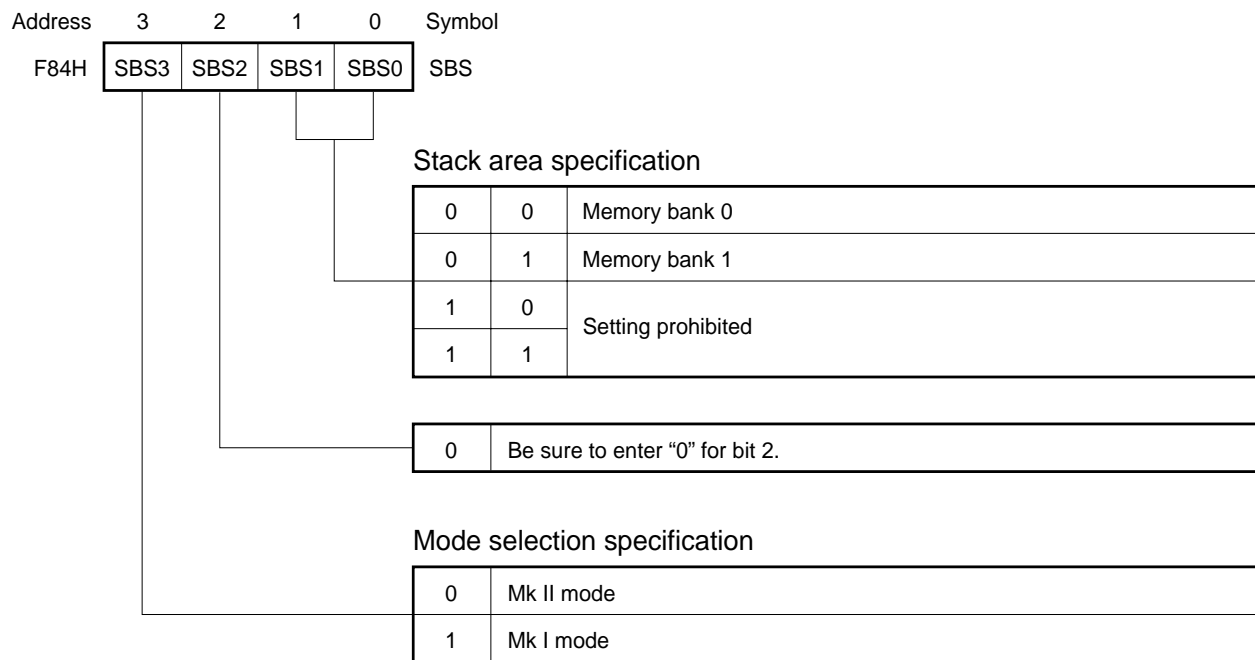 Address 3 2 1 0 Symbol
F84H SBS3 SBS2 SBS1 SBS0 SBS
Stack area specification
0 0 Memory bank 0
0 1 Memory bank 1
1 0
Setting prohibited
1 1
0 Be sure to enter “0” for bit 2.
Mode selection specification
0 Mk II mode
1 Mk I mode